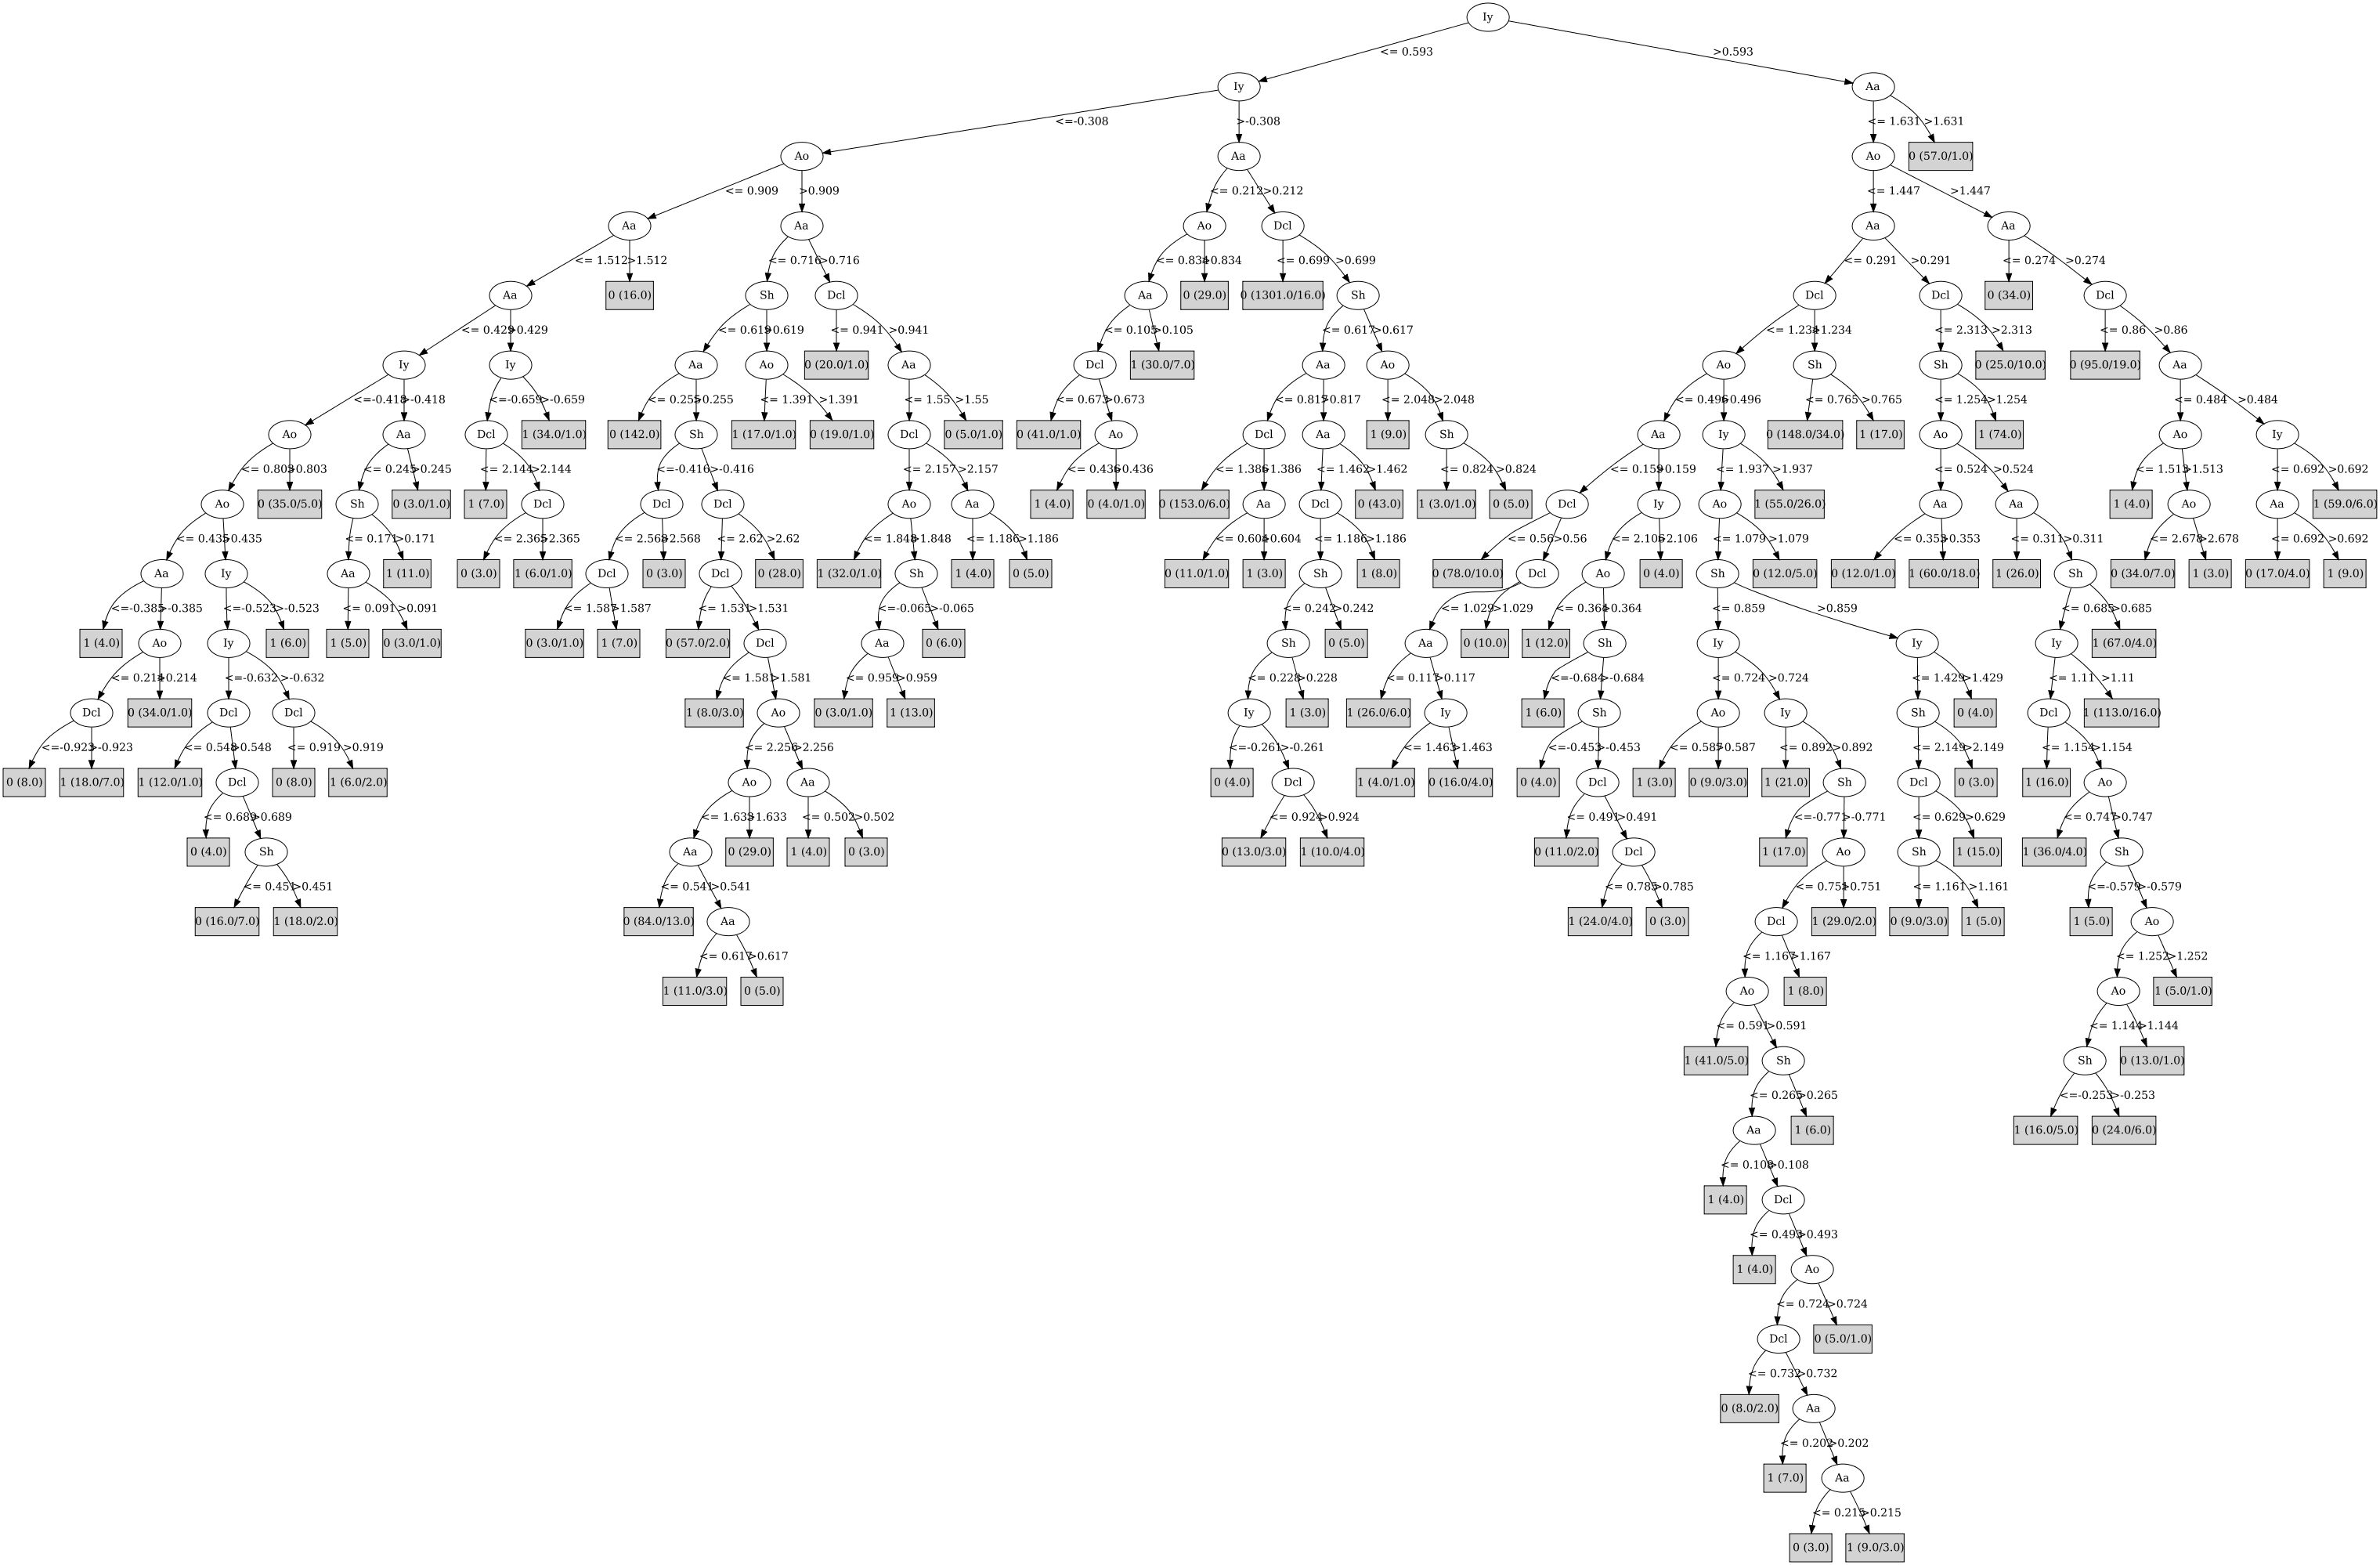 Iy
<= 0.593 >0.593
Iy Aa
<=-0.308 >-0.308 <= 1.631 >1.631
Ao Aa Ao 0 (57.0/1.0)
<= 0.909 >0.909 <= 0.212 >0.212 <= 1.447 >1.447
Aa Aa Ao Dcl Aa Aa
<= 1.512 >1.512 <= 0.716 >0.716 <= 0.834 >0.834 <= 0.699 >0.699 <= 0.291 >0.291 <= 0.274 >0.274
Aa 0 (16.0) Sh Dcl Aa 0 (29.0) 0 (1301.0/16.0) Sh Dcl Dcl 0 (34.0) Dcl
<= 0.429 >0.429 <= 0.619 >0.619 <= 0.941 >0.941 <= 0.105 >0.105 <= 0.617 >0.617 <= 1.234 >1.234 <= 2.313 >2.313 <= 0.86 >0.86
Iy Iy Aa Ao 0 (20.0/1.0) Aa Dcl 1 (30.0/7.0) Aa Ao Ao Sh Sh 0 (25.0/10.0) 0 (95.0/19.0) Aa
<=-0.418 >-0.418 <=-0.659 >-0.659 <= 0.255 >0.255 <= 1.391 >1.391 <= 1.55 >1.55 <= 0.673 >0.673 <= 0.817 >0.817 <= 2.048 >2.048 <= 0.496 >0.496 <= 0.765 >0.765 <= 1.254 >1.254 <= 0.484 >0.484
Ao Aa Dcl 1 (34.0/1.0) 0 (142.0) Sh 1 (17.0/1.0) 0 (19.0/1.0) Dcl 0 (5.0/1.0) 0 (41.0/1.0) Ao Dcl Aa 1 (9.0) Sh Aa Iy 0 (148.0/34.0) 1 (17.0) Ao 1 (74.0) Ao Iy
<= 0.803 >0.803 <= 0.245 >0.245 <= 2.144 >2.144 <=-0.416 >-0.416 <= 2.157 >2.157 <= 0.436 >0.436 <= 1.386 >1.386 <= 1.462 >1.462 <= 0.824 >0.824 <= 0.159 >0.159 <= 1.937 >1.937 <= 0.524 >0.524 <= 1.513 >1.513 <= 0.692 >0.692
Ao 0 (35.0/5.0) Sh 0 (3.0/1.0) 1 (7.0) Dcl Dcl Dcl Ao Aa 1 (4.0) 0 (4.0/1.0) 0 (153.0/6.0) Aa Dcl 0 (43.0) 1 (3.0/1.0) 0 (5.0) Dcl Iy Ao 1 (55.0/26.0) Aa Aa 1 (4.0) Ao Aa 1 (59.0/6.0)
<= 0.435 >0.435 <= 0.171 >0.171 <= 2.365 >2.365 <= 2.568 >2.568 <= 2.62 >2.62 <= 1.848 >1.848 <= 1.186 >1.186 <= 0.604 >0.604 <= 1.186 >1.186 <= 0.56 >0.56 <= 2.106 >2.106 <= 1.079 >1.079 <= 0.353 >0.353 <= 0.311 >0.311 <= 2.678 >2.678 <= 0.692 >0.692
Aa Iy Aa 1 (11.0) 0 (3.0) 1 (6.0/1.0) Dcl 0 (3.0) Dcl 0 (28.0) 1 (32.0/1.0) Sh 1 (4.0) 0 (5.0) 0 (11.0/1.0) 1 (3.0) Sh 1 (8.0) 0 (78.0/10.0) Dcl Ao 0 (4.0) Sh 0 (12.0/5.0) 0 (12.0/1.0) 1 (60.0/18.0) 1 (26.0) Sh 0 (34.0/7.0) 1 (3.0) 0 (17.0/4.0) 1 (9.0)
<=-0.385 >-0.385 <=-0.523 >-0.523 <= 0.091 >0.091 <= 1.587 >1.587 <= 1.531 >1.531 <=-0.065 >-0.065 <= 0.242 >0.242 <= 1.029 >1.029 <= 0.364 >0.364 <= 0.859 >0.859 <= 0.685 >0.685
1 (4.0) Ao Iy 1 (6.0) 1 (5.0) 0 (3.0/1.0) 0 (3.0/1.0) 1 (7.0) 0 (57.0/2.0) Dcl Aa 0 (6.0) Sh 0 (5.0) Aa 0 (10.0) 1 (12.0) Sh Iy Iy Iy 1 (67.0/4.0)
<= 0.214 >0.214 <=-0.632 >-0.632 <= 1.581 >1.581 <= 0.959 >0.959 <= 0.228 >0.228 <= 0.117 >0.117 <=-0.684 >-0.684 <= 0.724 >0.724 <= 1.429 >1.429 <= 1.11 >1.11
Dcl 0 (34.0/1.0) Dcl Dcl 1 (8.0/3.0) Ao 0 (3.0/1.0) 1 (13.0) Iy 1 (3.0) 1 (26.0/6.0) Iy 1 (6.0) Sh Ao Iy Sh 0 (4.0) Dcl 1 (113.0/16.0)
<=-0.923 >-0.923 <= 0.548 >0.548 <= 0.919 >0.919 <= 2.256 >2.256 <=-0.261 >-0.261 <= 1.463 >1.463 <=-0.453 >-0.453 <= 0.587 >0.587 <= 0.892 >0.892 <= 2.149 >2.149 <= 1.154 >1.154
0 (8.0) 1 (18.0/7.0) 1 (12.0/1.0) Dcl 0 (8.0) 1 (6.0/2.0) Ao Aa 0 (4.0) Dcl 1 (4.0/1.0) 0 (16.0/4.0) 0 (4.0) Dcl 1 (3.0) 0 (9.0/3.0) 1 (21.0) Sh Dcl 0 (3.0) 1 (16.0) Ao
<= 0.689 >0.689 <= 1.633 >1.633 <= 0.502 >0.502 <= 0.924 >0.924 <= 0.491 >0.491 <=-0.771 >-0.771 <= 0.629 >0.629 <= 0.747 >0.747
0 (4.0) Sh Aa 0 (29.0) 1 (4.0) 0 (3.0) 0 (13.0/3.0) 1 (10.0/4.0) 0 (11.0/2.0) Dcl 1 (17.0) Ao Sh 1 (15.0) 1 (36.0/4.0) Sh
<= 0.451 >0.451 <= 0.541 >0.541 <= 0.785 >0.785 <= 0.751 >0.751 <= 1.161 >1.161 <=-0.579 >-0.579
0 (16.0/7.0) 1 (18.0/2.0) 0 (84.0/13.0) Aa 1 (24.0/4.0) 0 (3.0) Dcl 1 (29.0/2.0) 0 (9.0/3.0) 1 (5.0) 1 (5.0) Ao
<= 0.617 >0.617 <= 1.167 >1.167 <= 1.252 >1.252
1 (11.0/3.0) 0 (5.0) Ao 1 (8.0) Ao 1 (5.0/1.0)
<= 0.591 >0.591 <= 1.144 >1.144
1 (41.0/5.0) Sh Sh 0 (13.0/1.0)
<= 0.265 >0.265 <=-0.253 >-0.253
Aa 1 (6.0) 1 (16.0/5.0) 0 (24.0/6.0)
<= 0.108 >0.108
1 (4.0) Dcl
<= 0.493 >0.493
1 (4.0) Ao
<= 0.724 >0.724
Dcl 0 (5.0/1.0)
<= 0.732 >0.732
0 (8.0/2.0) Aa
<= 0.202 >0.202
1 (7.0) Aa
<= 0.215 >0.215
0 (3.0) 1 (9.0/3.0)